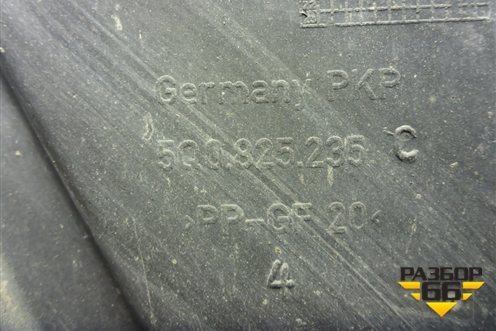 Germany PKP
5Q0.825.235 C
>PP-GF 20<
4
РАЗБОР
66